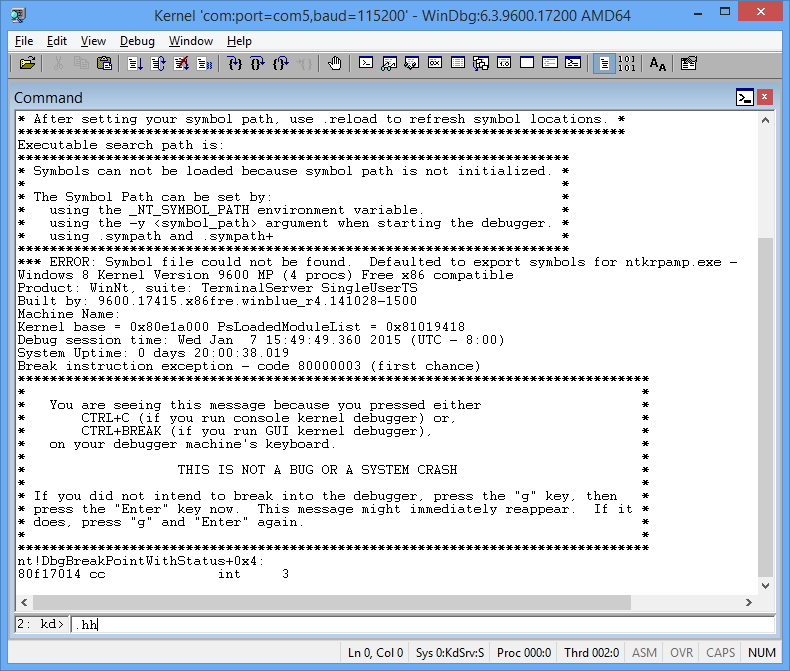 Kernel 'com:port=com5,baud=115200' - WinDbg:6.3.9600.17200 AMD64
File Edit View Debug Window Help
Command
* After setting your symbol path, use .reload to refresh symbol locations. *
******************************************************************************
Executable search path is:
***********************************************************************
* Symbols can not be loaded because symbol path is not initialized. *
* *
* The Symbol Path can be set by: *
* using the _NT_SYMBOL_PATH environment variable. *
* using the -y <symbol_path> argument when starting the debugger. *
* using .sympath and .sympath+ *
***********************************************************************
*** ERROR: Symbol file could not be found.  Defaulted to export symbols for ntkrpamp.exe -
Windows 8 Kernel Version 9600 MP (4 procs) Free x86 compatible
Product: WinNt, suite: TerminalServer SingleUserTS
Built by: 9600.17415.x86fre.winblue_r4.141028-1500
Machine Name:
Kernel base = 0x80e1a000 PsLoadedModuleList = 0x81019418
Debug session time: Wed Jan  7 15:49:49.360 2015 (UTC - 8:00)
System Uptime: 0 days 20:00:38.019
Break instruction exception - code 80000003 (first chance)
*********************************************************************************
* *
* You are seeing this message because you pressed either *
* CTRL+C (if you run console kernel debugger) or, *
* CTRL+BREAK (if you run GUI kernel debugger), *
* on your debugger machine's keyboard. *
* *
* THIS IS NOT A BUG OR A SYSTEM CRASH *
* *
* If you did not intend to break into the debugger, press the "g" key, then *
* press the "Enter" key now.  This message might immediately reappear.  If it *
* does, press "g" and "Enter" again. *
* *
*********************************************************************************
nt!DbgBreakPointWithStatus+0x4:
80f17014 cc int 3
2: kd> .hh
Ln 0, Col 0 Sys 0:KdSrv:S Proc 000:0 Thrd 002:0 ASM OVR CAPS NUM